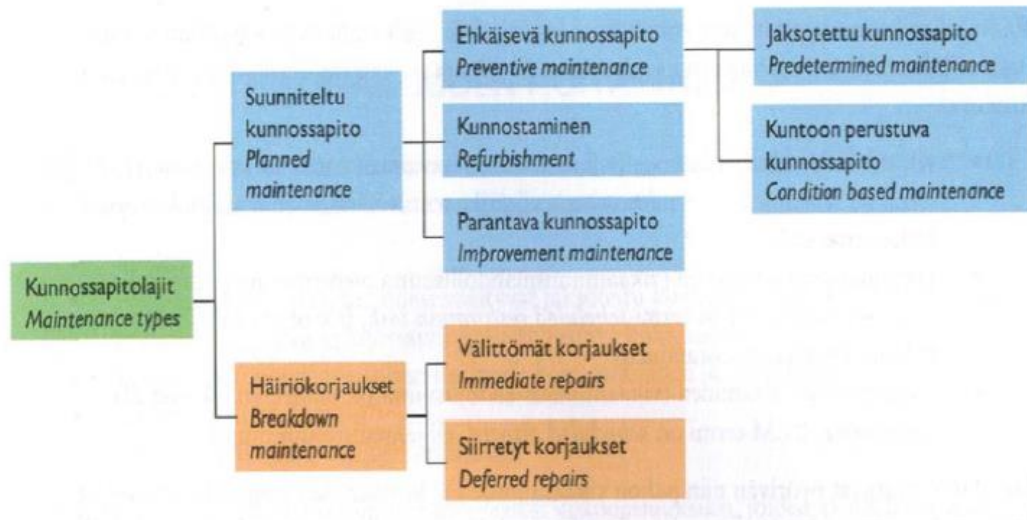 Kunnossapitolajit
Maintenance types
Suunniteltu
kunnossapito
Planned
maintenance
Ehkäisevä kunnossapito
Preventive maintenance
Jaksotettu kunnossapito
Predetermined maintenance
Kuntoon perustuva
kunnossapito
Condition based maintenance
Kunnostaminen
Refurbishment
Parantava kunnossapito
Improvement maintenance
Häiriökorjaukset
Breakdown
maintenance
Välittömät korjaukset
Immediate repairs
Siirretyt korjaukset
Deferred repairs